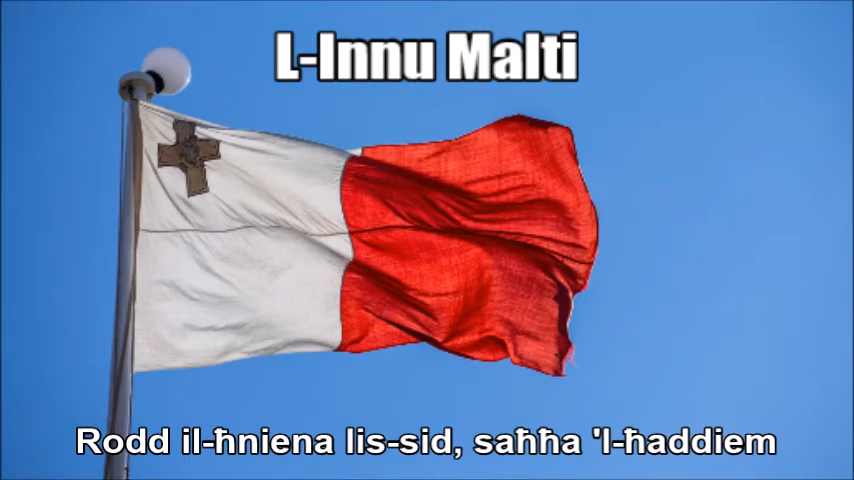 L-Innu Malti
Rodd il-ħniena lis-sid, saħħa 'l-ħaddiem